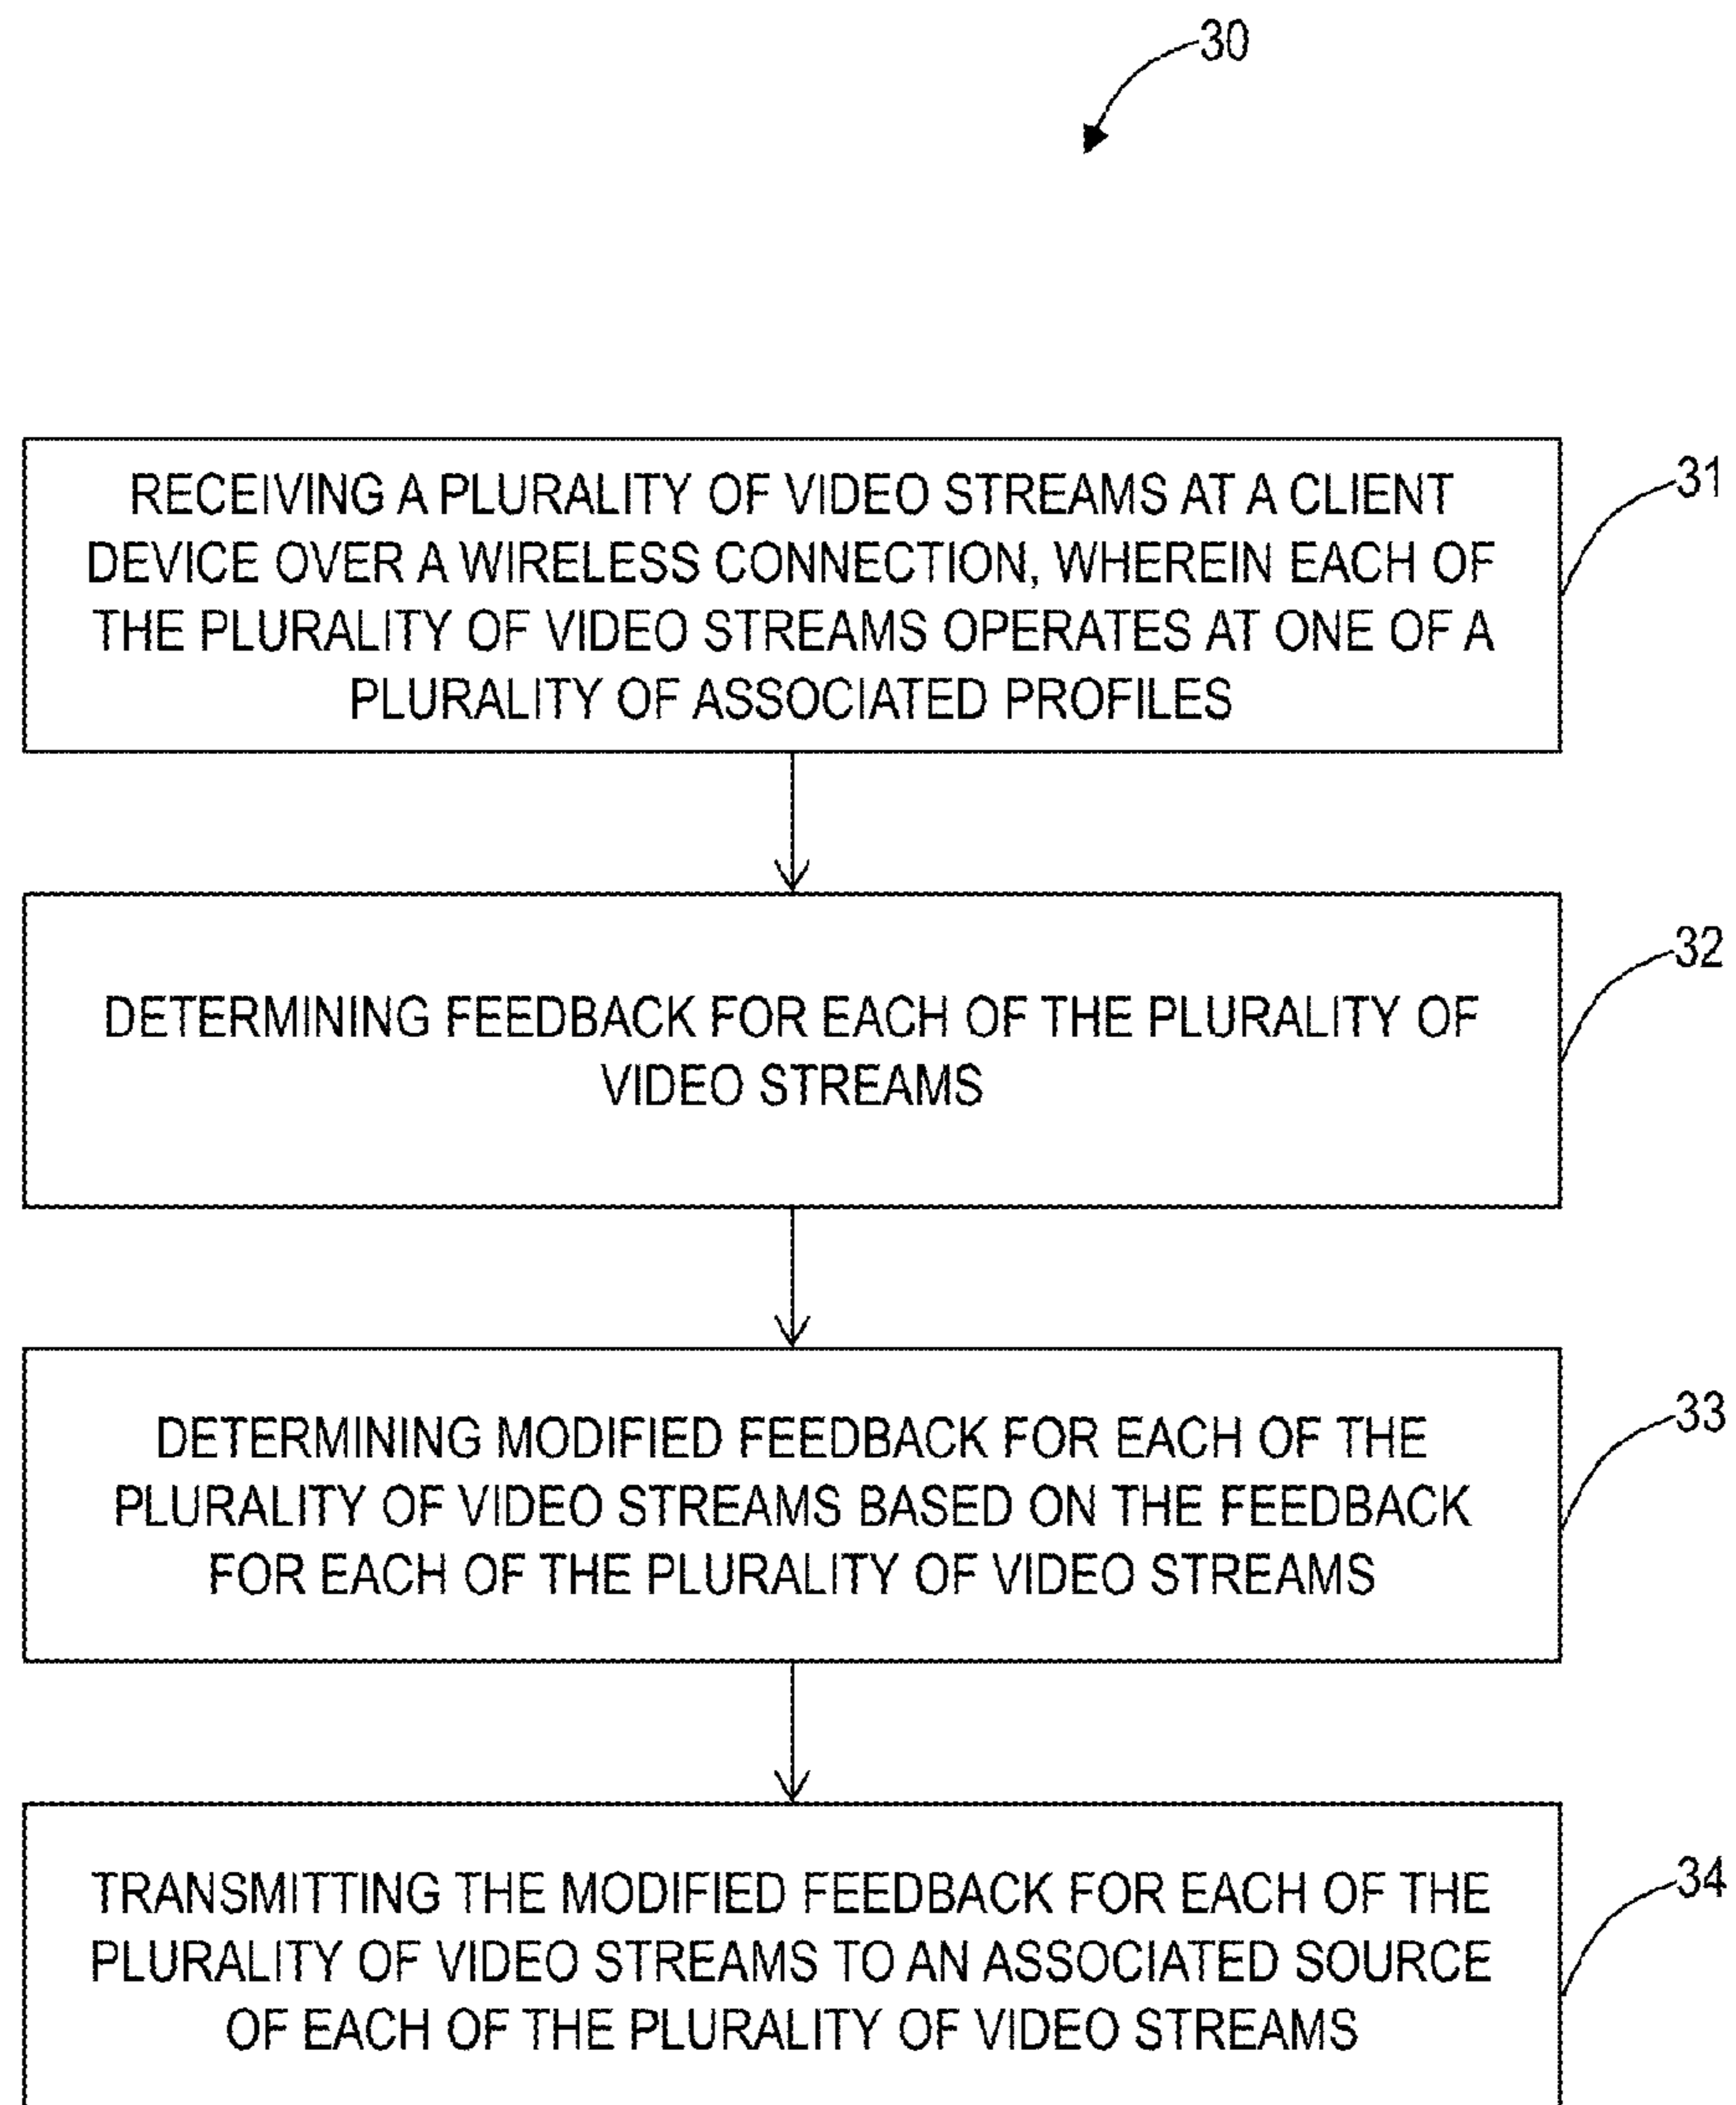 30
RECEIVING A PLURALITY OF VIDEO STREAMS AT A CLIENT
DEVICE OVER A WIRELESS CONNECTION, WHEREIN EACH OF
THE PLURALITY OF VIDEO STREAMS OPERATES AT ONE OF A
PLURALITY OF ASSOCIATED PROFILES
31
DETERMINING FEEDBACK FOR EACH OF THE PLURALITY OF
VIDEO STREAMS
32
DETERMINING MODIFIED FEEDBACK FOR EACH OF THE
PLURALITY OF VIDEO STREAMS BASED ON THE FEEDBACK
FOR EACH OF THE PLURALITY OF VIDEO STREAMS
33
TRANSMITTING THE MODIFIED FEEDBACK FOR EACH OF THE
PLURALITY OF VIDEO STREAMS TO AN ASSOCIATED SOURCE
OF EACH OF THE PLURALITY OF VIDEO STREAMS
34